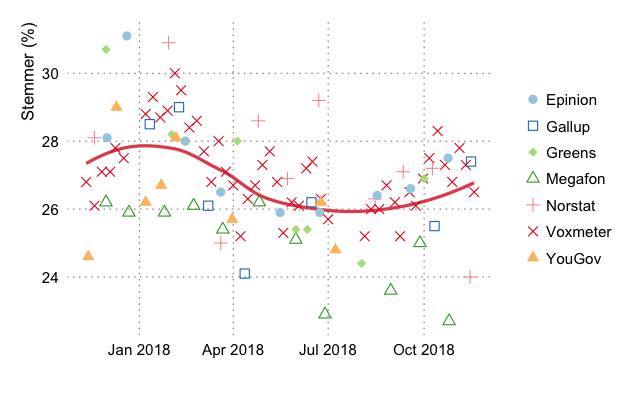 Stemmer (%)
30
28
26
24
Jan 2018
Apr 2018
Jul 2018
Oct 2018
Epinion
Gallup
Greens
Megafon
Norstat
Voxmeter
YouGov